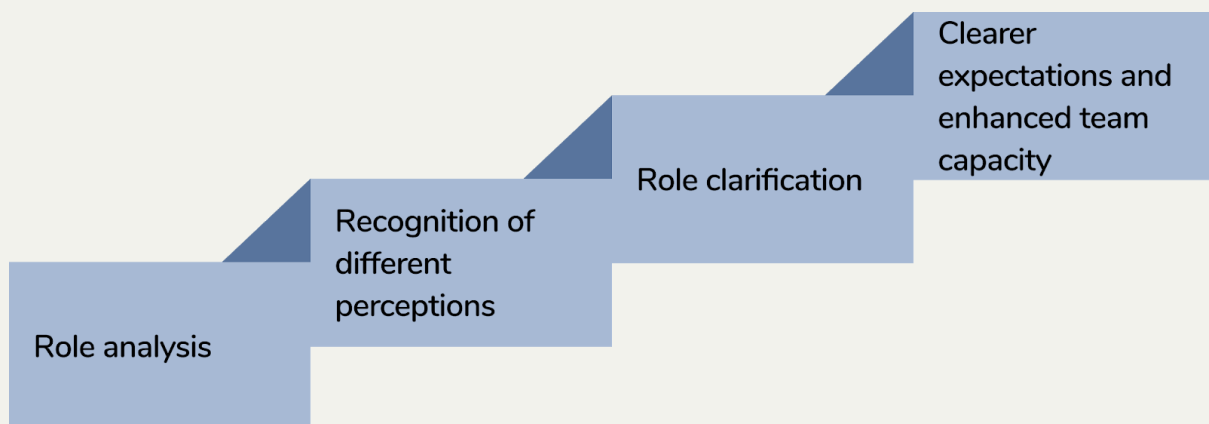 Role analysis
Recognition of
different
perceptions
Role clarification
Clearer
expectations and
enhanced team
capacity